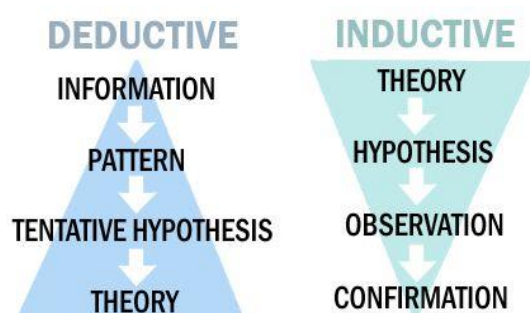 DEDUCTIVE
INFORMATION
PATTERN
TENTATIVE HYPOTHESIS
THEORY
INDUCTIVE
THEORY
HYPOTHESIS
OBSERVATION
CONFIRMATION